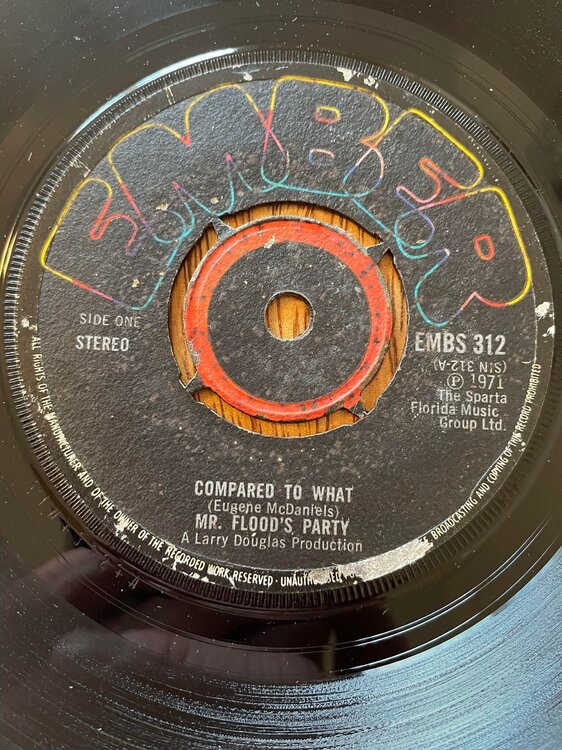 EMBER
SIDE ONE
STEREO
EMBS 312
(SIN 312-A)
℗ 1971
The Sparta
Florida Music
Group Ltd.
COMPARED TO WHAT
(Eugene McDaniels)
MR. FLOOD'S PARTY
A Larry Douglas Production
ALL RIGHTS OF THE MANUFACTURER AND OF THE OWNER OF THE RECORDED WORK RESERVED · BROADCASTING AND COPYING OF THIS RECORD PROHIBITED